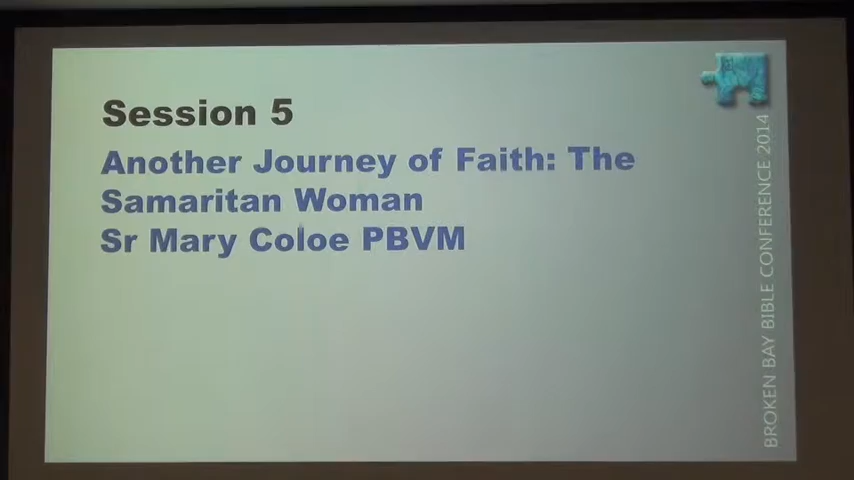 Session 5
Another Journey of Faith: The
Samaritan Woman
Sr Mary Coloe PBVM
BROKEN BAY BIBLE CONFERENCE 2014